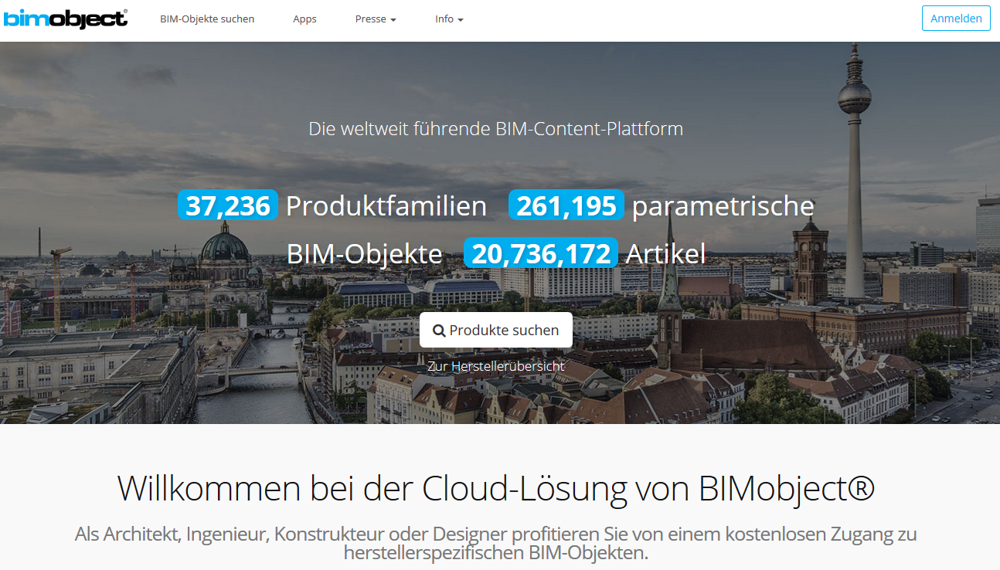 bimobject®
BIM-Objekte suchen Apps Presse Info Anmelden
Die weltweit führende BIM-Content-Plattform
37,236 Produktfamilien 261,195 parametrische
BIM-Objekte 20,736,172 Artikel
Produkte suchen
Zur Herstellerübersicht
Willkommen bei der Cloud-Lösung von BIMobject®
Als Architekt, Ingenieur, Konstrukteur oder Designer profitieren Sie von einem kostenlosen Zugang zu
herstellerspezifischen BIM-Objekten.